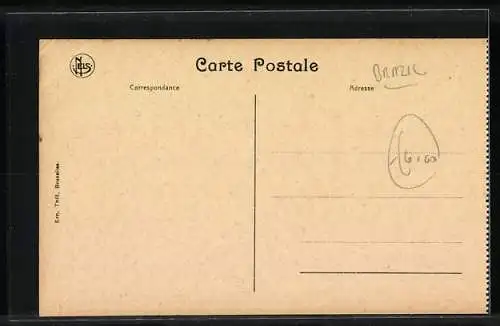 NELS
Carte Postale
BRAZIL
Correspondance
Adresse
6.00
Ern. Thill, Bruxelles.